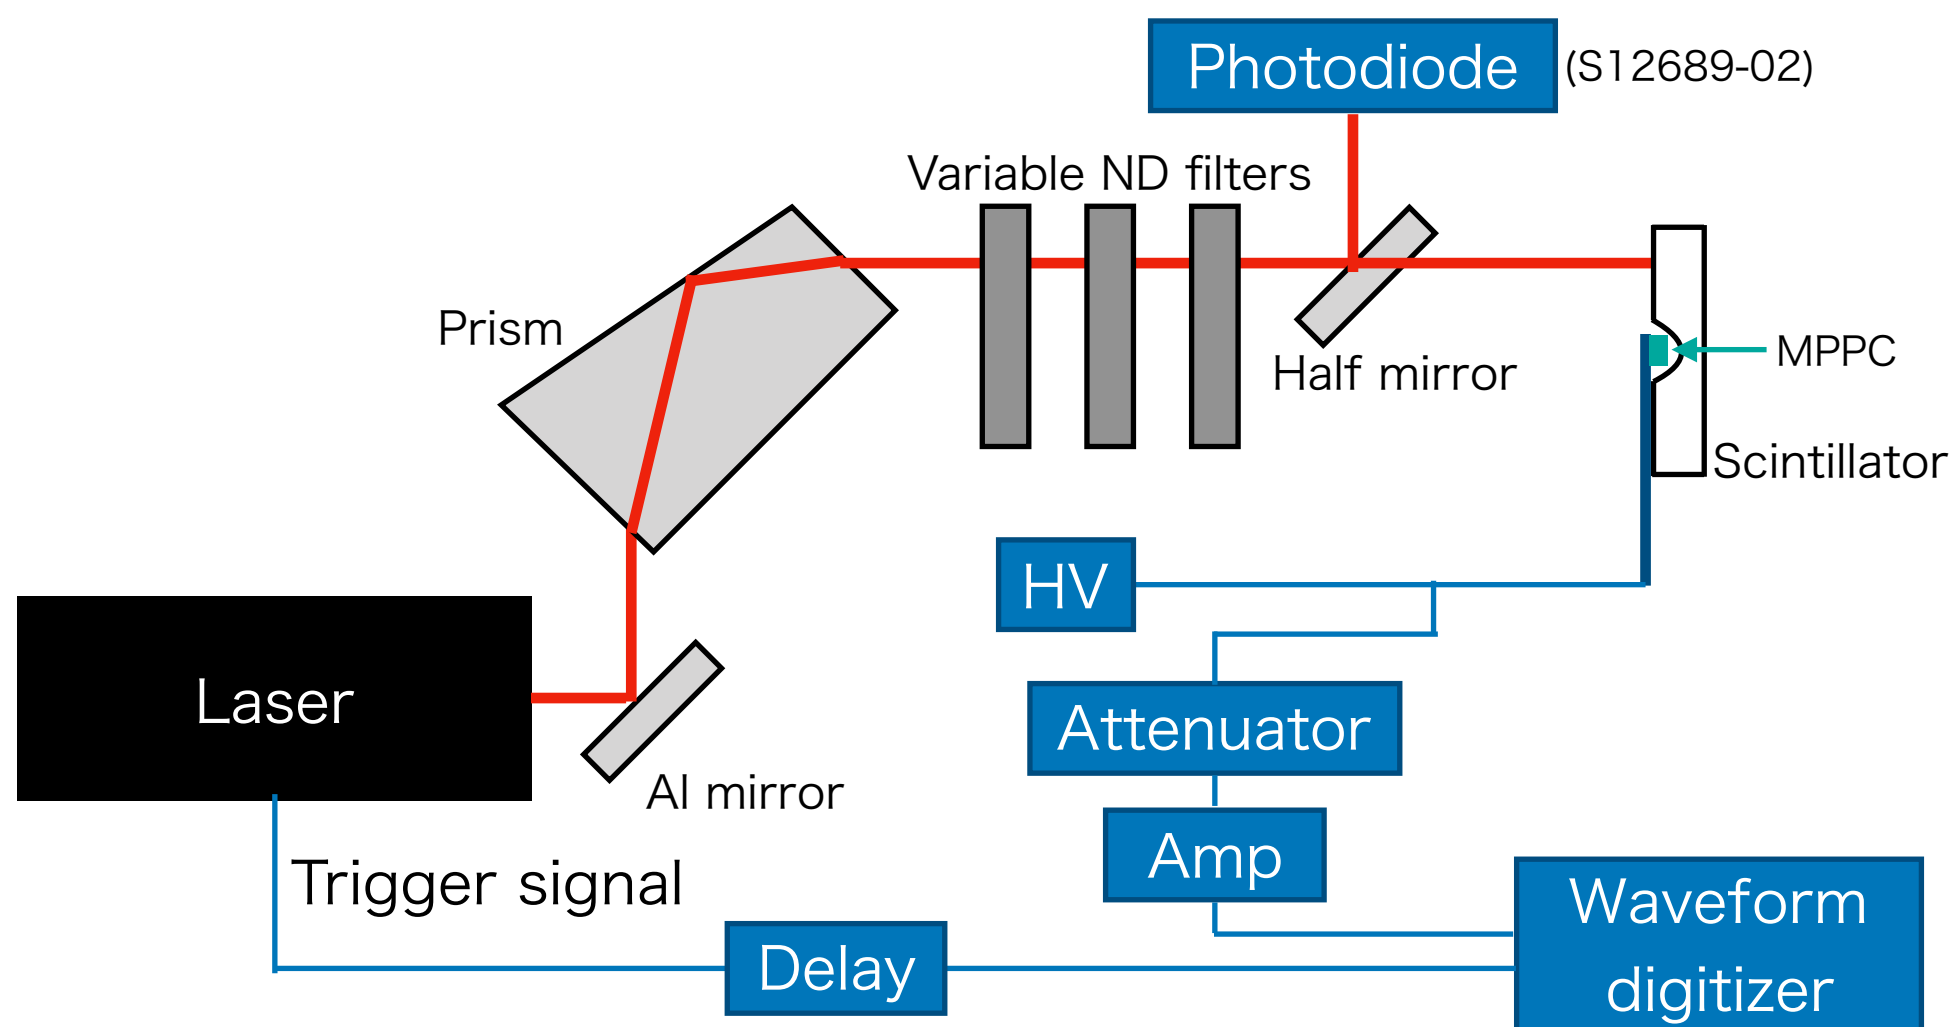 Photodiode (S12689-02)
Variable ND filters
Prism
Half mirror
MPPC
Scintillator
HV
Laser
Attenuator
Al mirror
Amp
Trigger signal
Waveform
digitizer
Delay